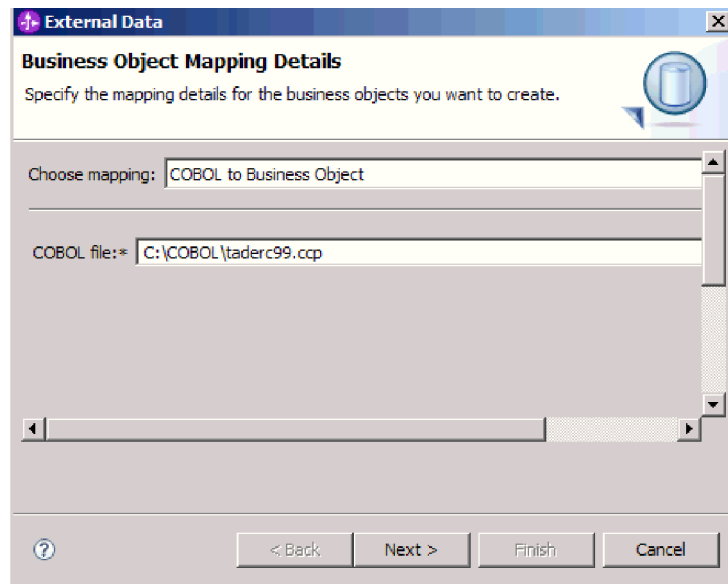 External Data
Business Object Mapping Details
Specify the mapping details for the business objects you want to create.
Choose mapping: COBOL to Business Object
COBOL file:* C:\COBOL\taderc99.ccp
? < Back Next > Finish Cancel